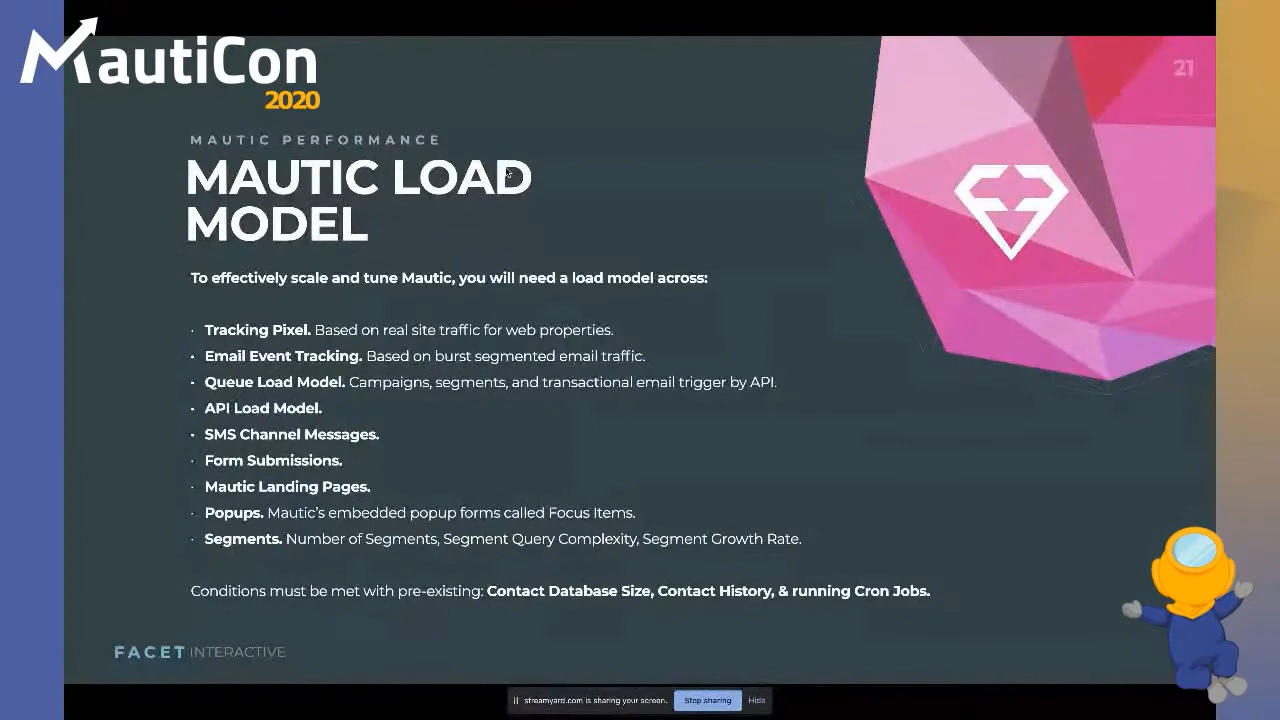 MautiCon
2020
21
MAUTIC PERFORMANCE
MAUTIC LOAD
MODEL
To effectively scale and tune Mautic, you will need a load model across:
· Tracking Pixel. Based on real site traffic for web properties.
· Email Event Tracking. Based on burst segmented email traffic.
· Queue Load Model. Campaigns, segments, and transactional email trigger by API.
· API Load Model.
· SMS Channel Messages.
· Form Submissions.
· Mautic Landing Pages.
· Popups. Mautic's embedded popup forms called Focus Items.
· Segments. Number of Segments, Segment Query Complexity, Segment Growth Rate.
Conditions must be met with pre-existing: Contact Database Size, Contact History, & running Cron Jobs.
FACET INTERACTIVE
streamyard.com is sharing your screen. Stop sharing Hide